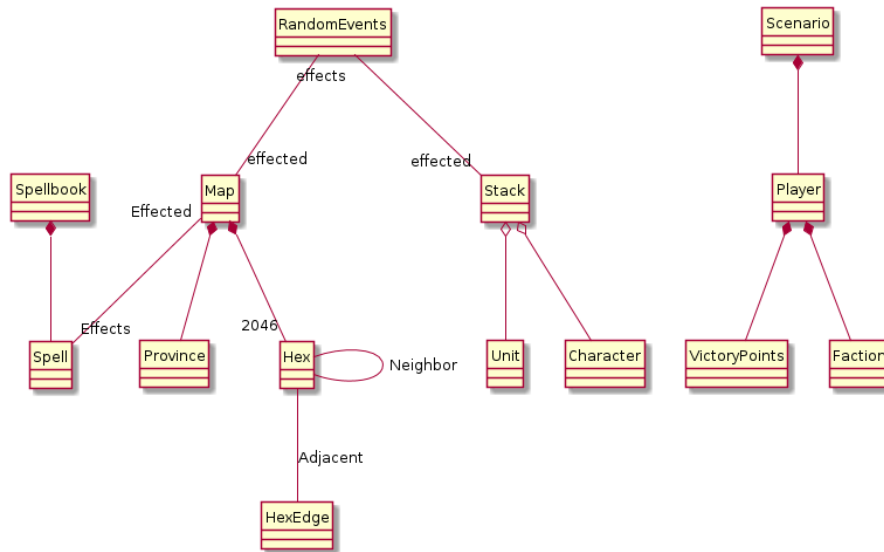 RandomEvents
Scenario
effects
effected
effected
Spellbook
Map
Stack
Player
Effected
Effects
2046
Spell
Province
Hex
Neighbor
Unit
Character
VictoryPoints
Faction
Adjacent
HexEdge